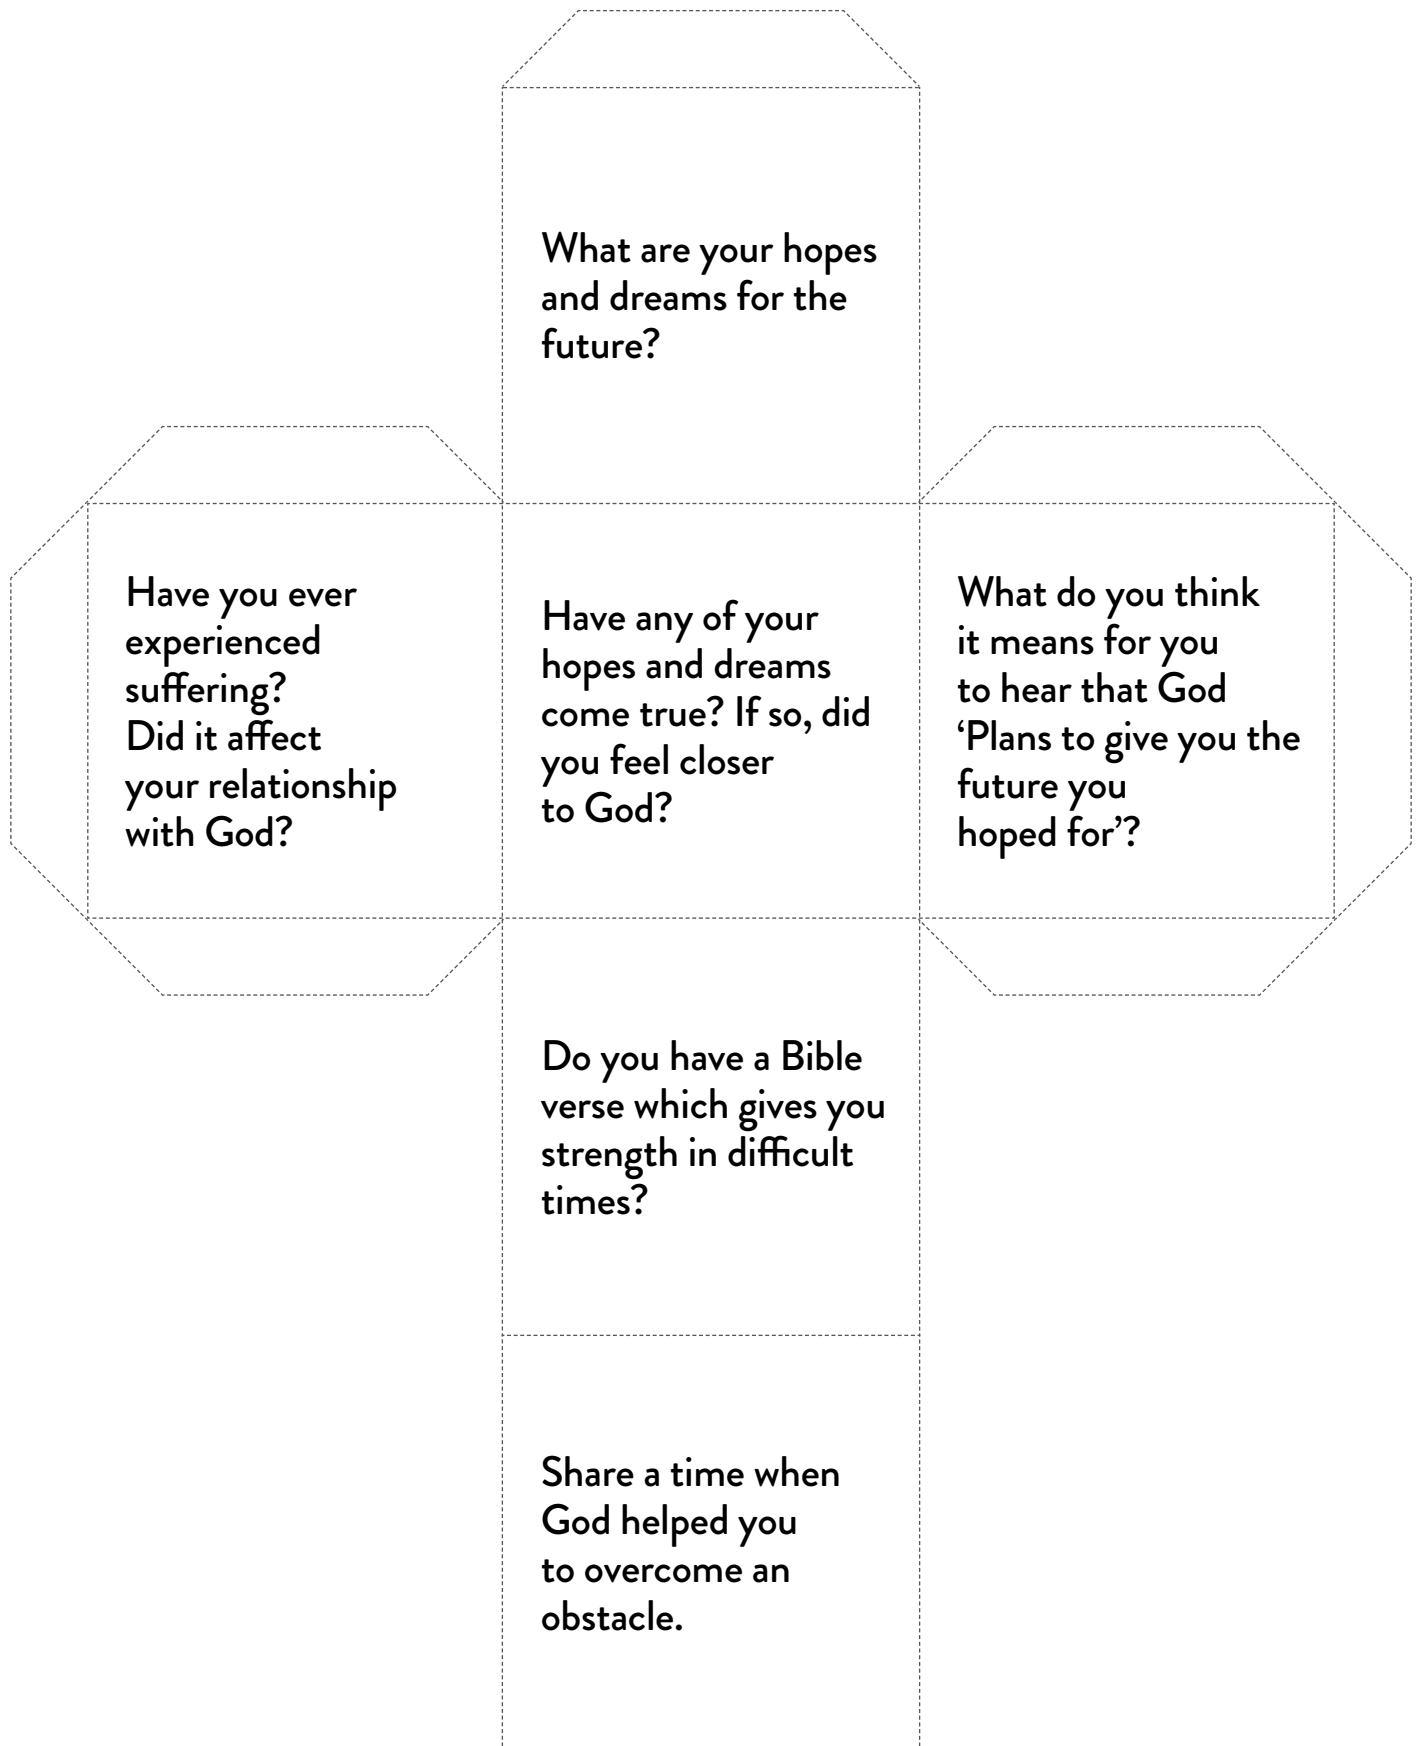 What are your hopes
and dreams for the
future?
Have you ever
experienced
suffering?
Did it affect
your relationship
with God?
Have any of your
hopes and dreams
come true? If so, did
you feel closer
to God?
What do you think
it means for you
to hear that God
‘Plans to give you the
future you
hoped for’?
Do you have a Bible
verse which gives you
strength in difficult
times?
Share a time when
God helped you
to overcome an
obstacle.